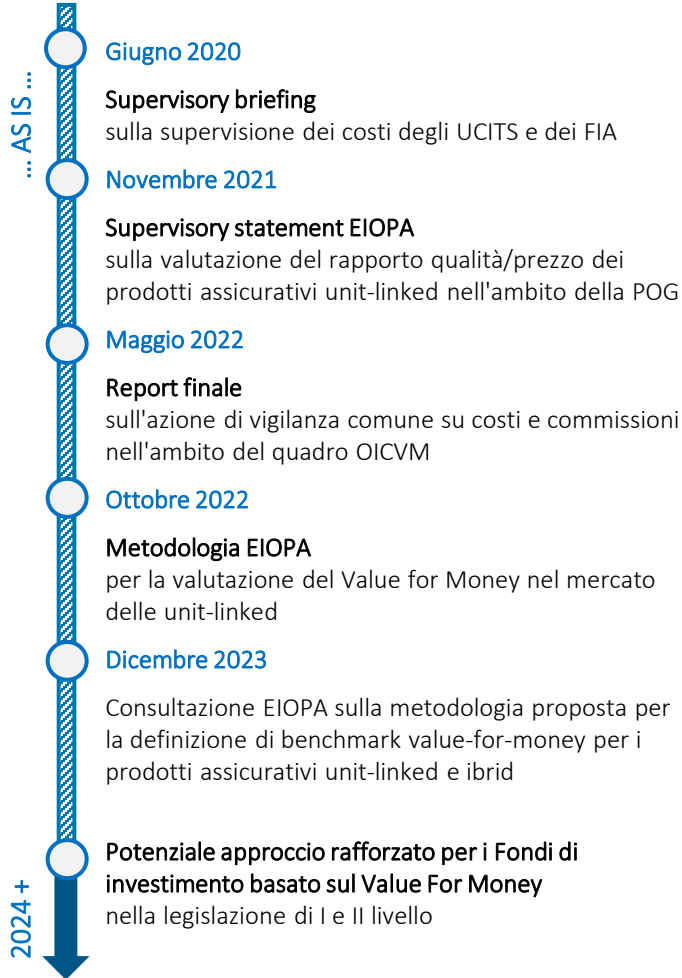 ... AS IS ...
Giugno 2020
Supervisory briefing
sulla supervisione dei costi degli UCITS e dei FIA
Novembre 2021
Supervisory statement EIOPA
sulla valutazione del rapporto qualità/prezzo dei
prodotti assicurativi unit-linked nell'ambito della POG
Maggio 2022
Report finale
sull'azione di vigilanza comune su costi e commissioni
nell'ambito del quadro OICVM
Ottobre 2022
Metodologia EIOPA
per la valutazione del Value for Money nel mercato
delle unit-linked
Dicembre 2023
Consultazione EIOPA sulla metodologia proposta per
la definizione di benchmark value-for-money per i
prodotti assicurativi unit-linked e ibrid
2024 +
Potenziale approccio rafforzato per i Fondi di
investimento basato sul Value For Money
nella legislazione di I e II livello